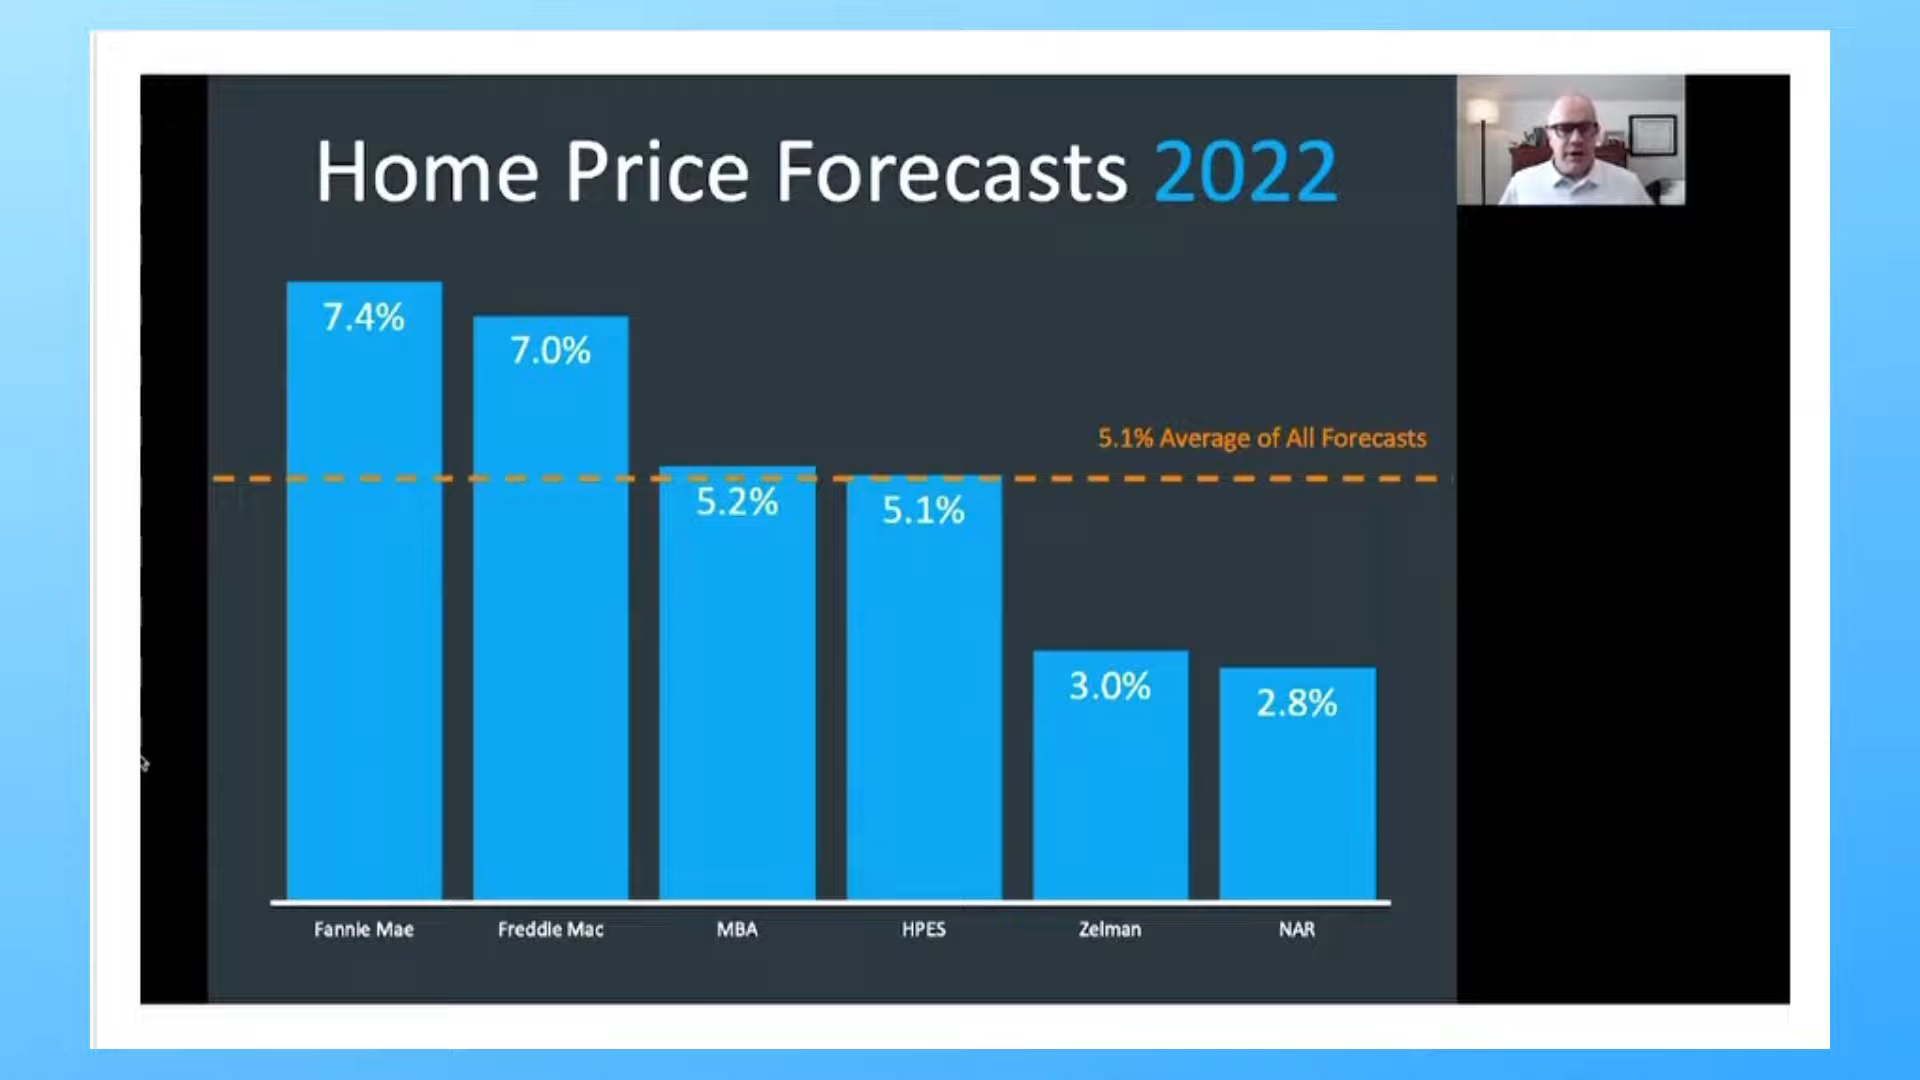 Home Price Forecasts 2022
7.4%
7.0%
5.1% Average of All Forecasts
5.2%
5.1%
3.0%
2.8%
Fannie Mae
Freddie Mac
MBA
HPES
Zelman
NAR